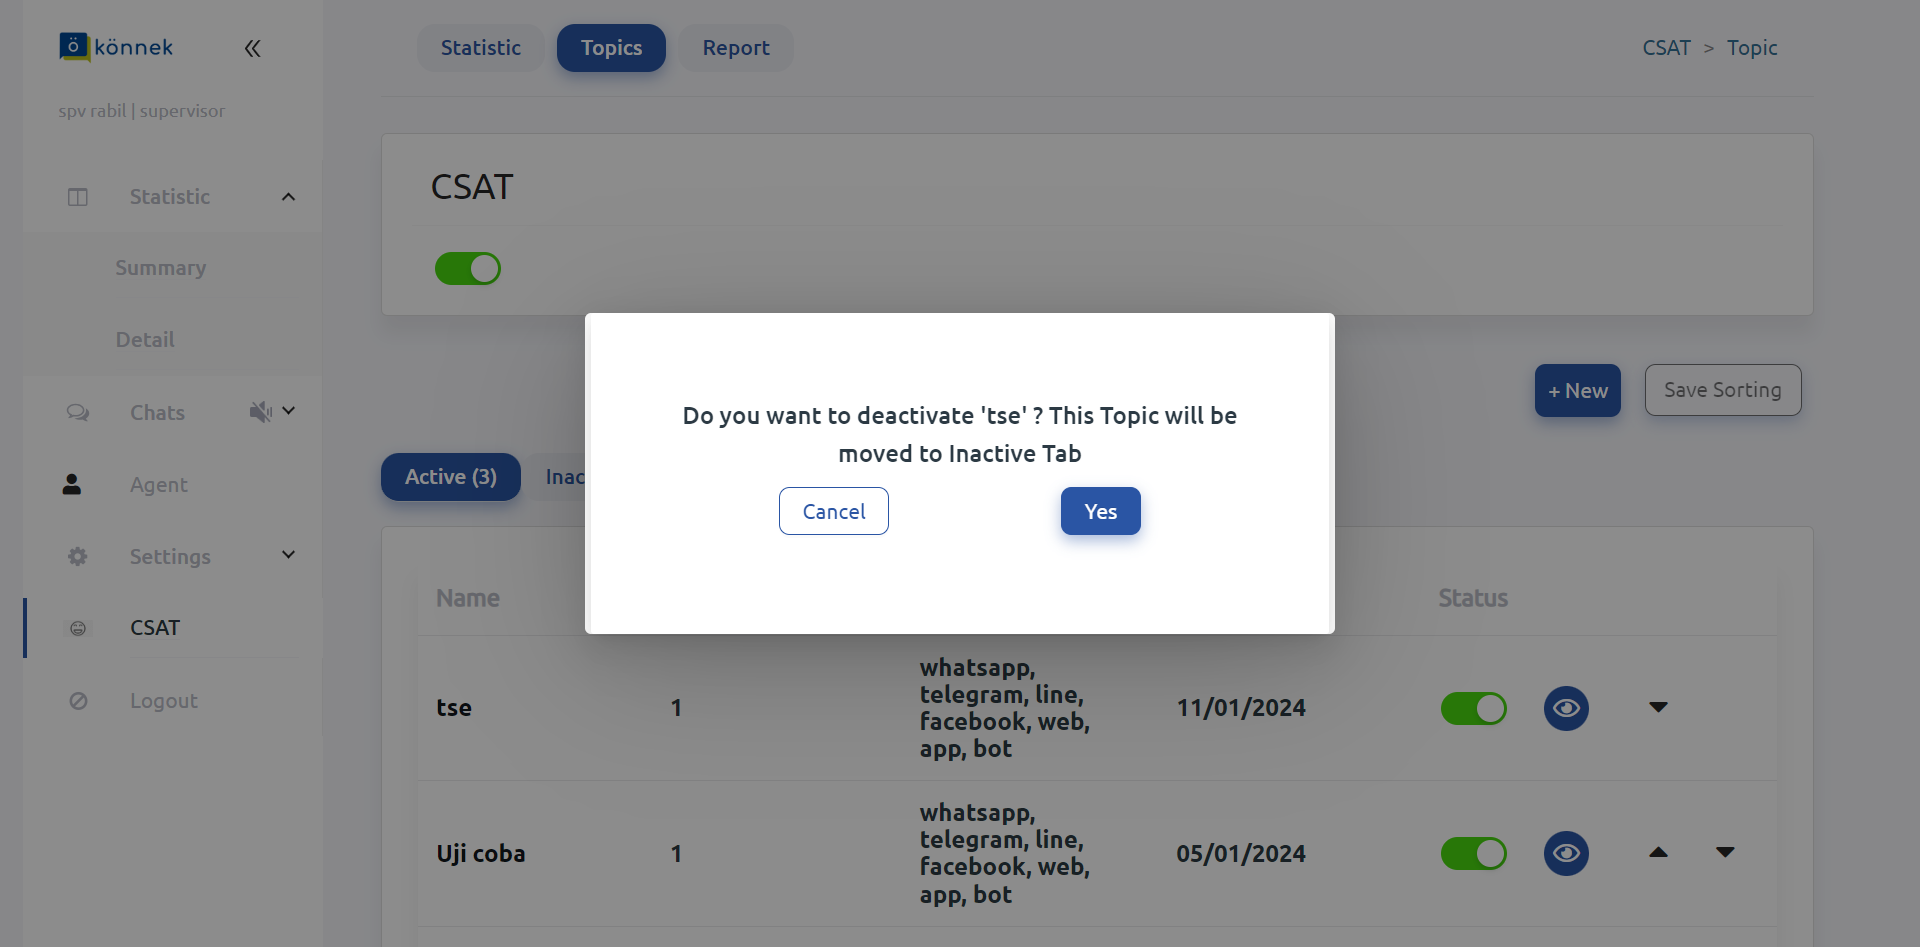 könnek
spv rabil | supervisor
Statistic
Summary
Detail
Chats
Agent
Settings
CSAT
Logout
Statistic
Topics
Report
CSAT > Topic
CSAT
+ New
Save Sorting
Active (3)
Inac
Do you want to deactivate 'tse' ? This Topic will be
moved to Inactive Tab
Cancel
Yes
Name
Status
tse
1
whatsapp,
telegram, line,
facebook, web,
app, bot
11/01/2024
Uji coba
1
whatsapp,
telegram, line,
facebook, web,
app, bot
05/01/2024